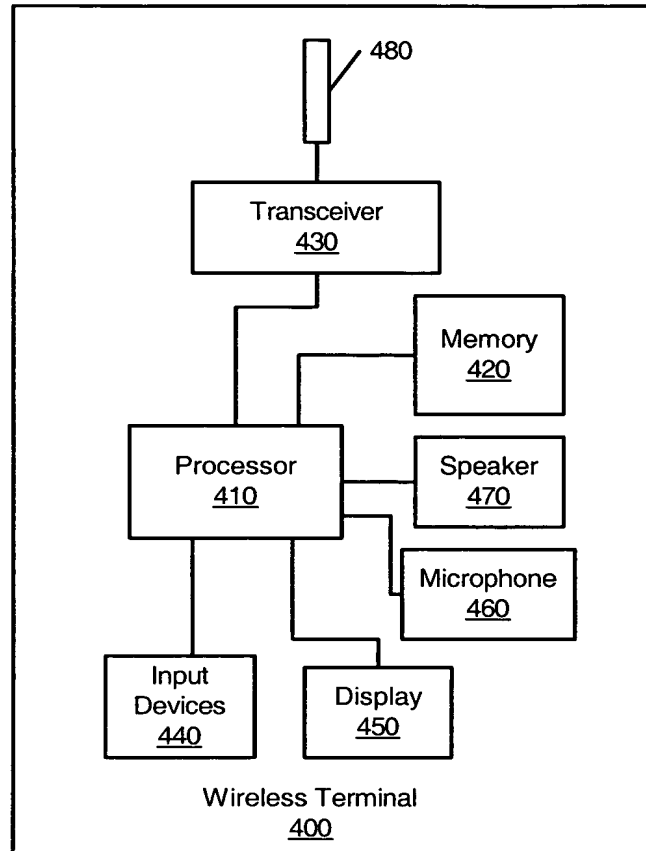 480
Transceiver
430
Memory
420
Processor
410
Speaker
470
Microphone
460
Input
Devices
440
Display
450
Wireless Terminal
400